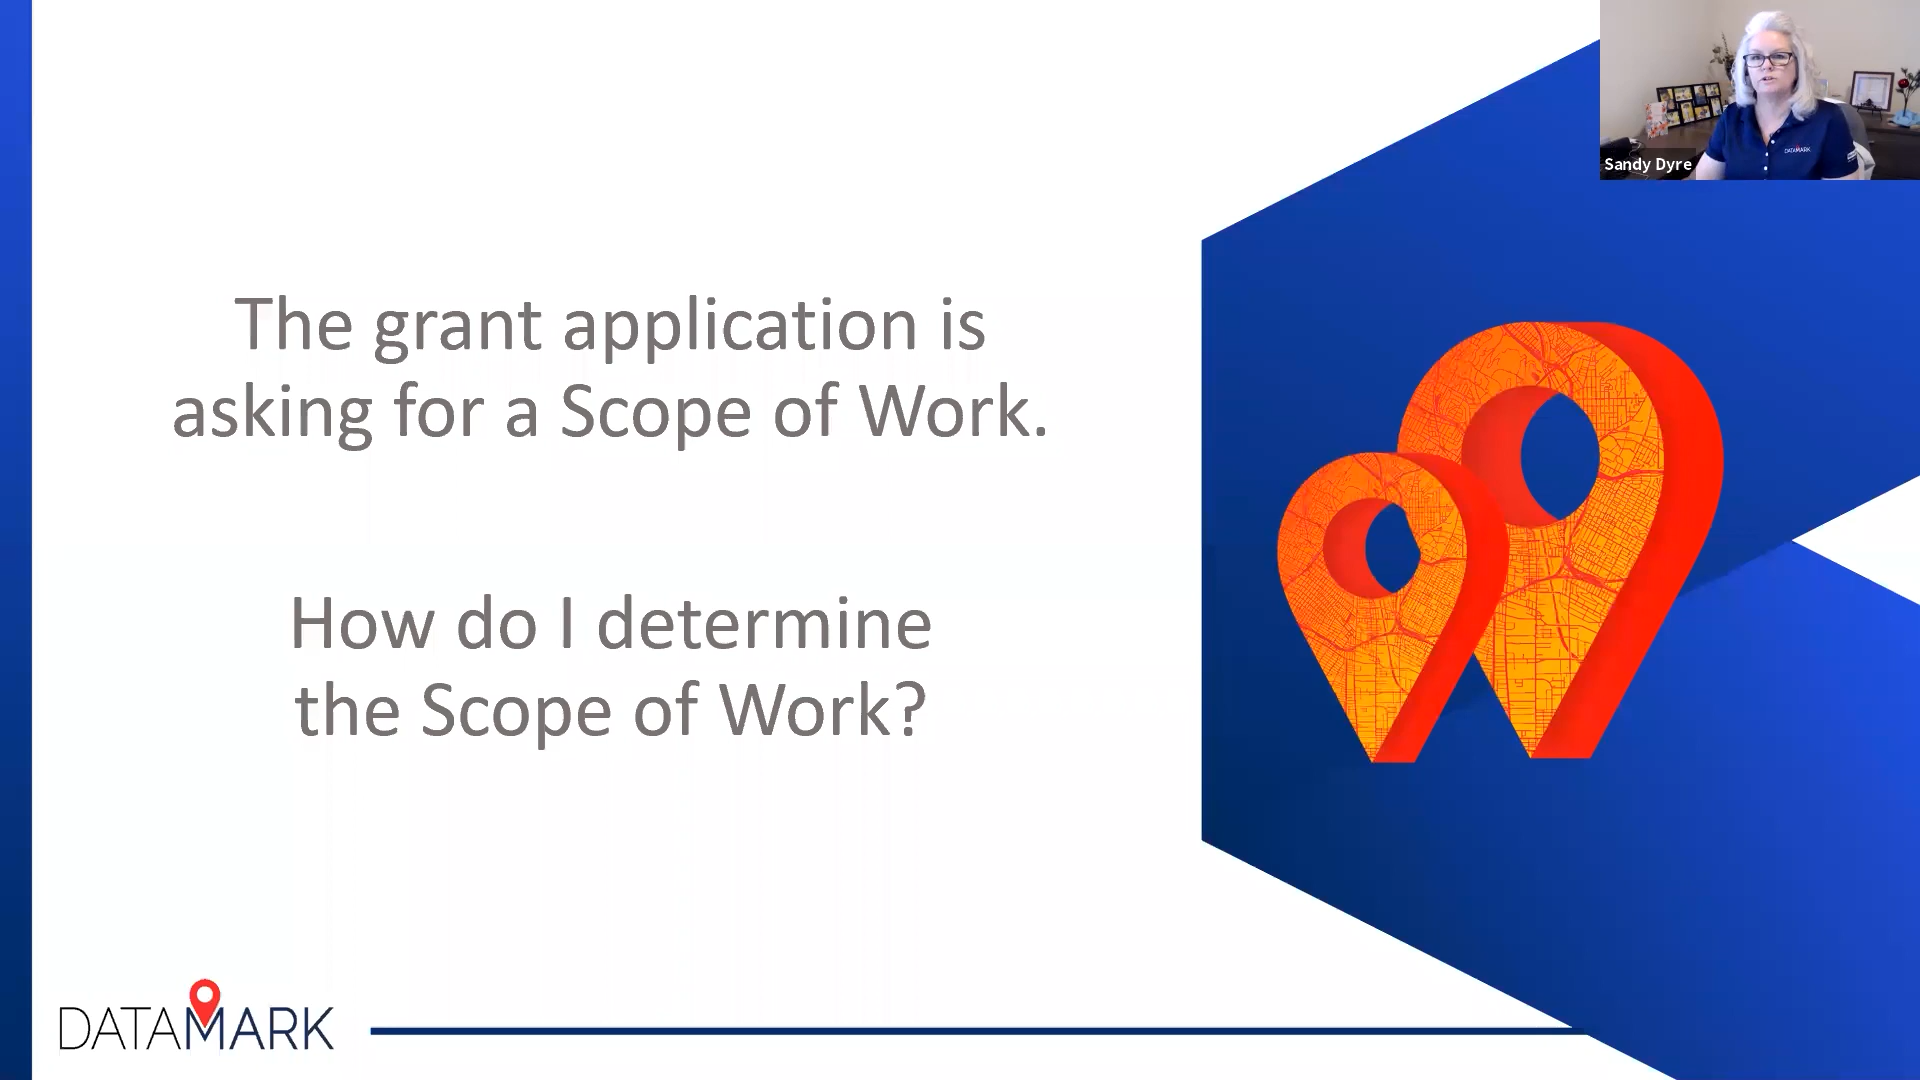 The grant application is
asking for a Scope of Work.
How do I determine
the Scope of Work?
Sandy Dyre
DATAMARK
DATAMARK